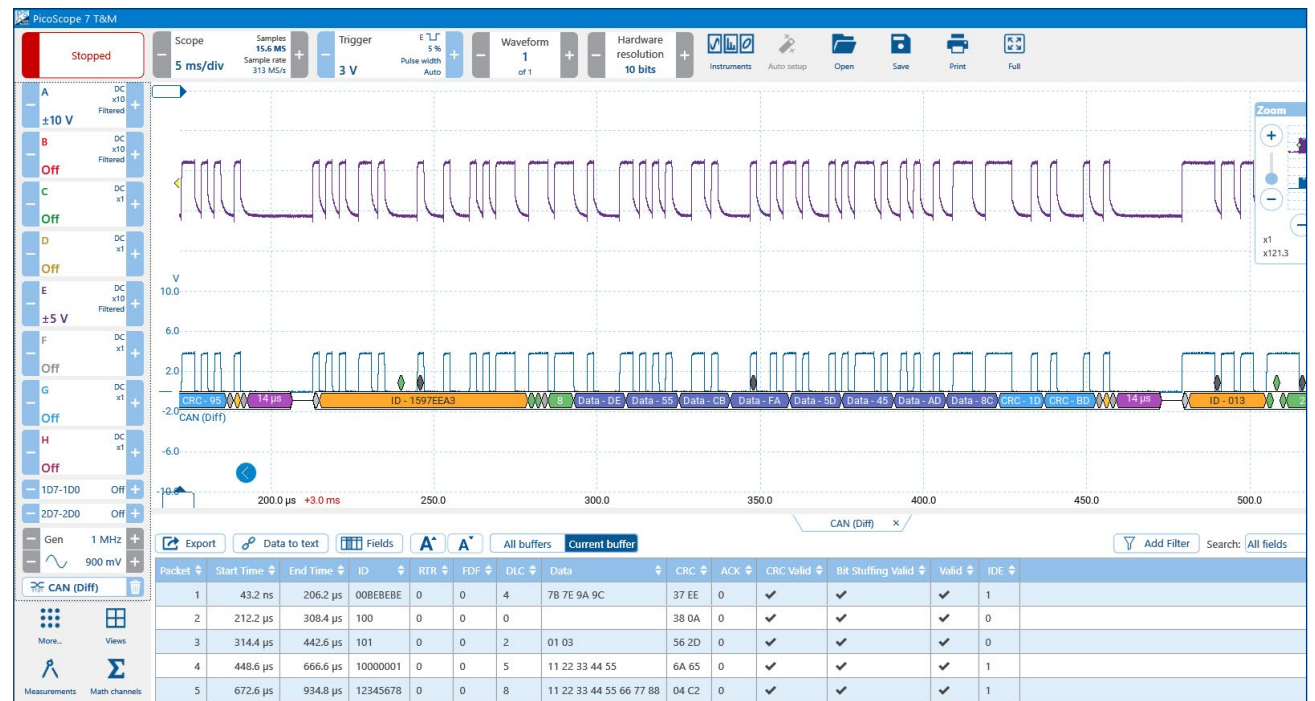 PicoScope 7 T&M
Stopped
Scope
5 ms/div
Samples
15.6 MS
Sample rate
313 MS/s
Trigger
3 V
E
5 %
Pulse width
Auto
Waveform
1
of 1
Hardware
resolution
10 bits
Instruments
Auto setup
Open
Save
Print
Full
A
DC
x10
Filtered
±10 V
B
DC
x10
Filtered
Off
C
DC
x1
Off
D
DC
x1
Off
E
DC
x10
Filtered
±5 V
F
DC
x1
Off
G
DC
x1
Off
H
DC
x1
Off
1D7-1D0 Off
2D7-2D0 Off
Gen 1 MHz
900 mV
CAN (Diff)
More...
Views
Measurements
Math channels
Zoom
x1
x121.3
V
10.0
6.0
2.0
-2.0
-6.0
-10.0
CRC - 95 14 µs ID - 1597EEA3 8 Data - DE Data - 55 Data - CB Data - FA Data - 5D Data - 45 Data - AD Data - 8C CRC - 1D CRC - BD 14 µs ID - 013 2
CAN (Diff)
200.0 µs +3.0 ms 250.0 300.0 350.0 400.0 450.0 500.0
CAN (Diff) ×
Export Data to text Fields A A All buffers Current buffer Add Filter Search: All fields
Packet Start Time End Time ID RTR FDF DLC Data CRC ACK CRC Valid Bit Stuffing Valid Valid IDE
1 43.2 ns 206.2 µs 00BEBEBE 0 0 4 7B 7E 9A 9C 37 EE 0 ✔ ✔ ✔ 1
2 212.2 µs 308.4 µs 100 0 0 0 38 0A 0 ✔ ✔ ✔ 0
3 314.4 µs 442.6 µs 101 0 0 2 01 03 56 2D 0 ✔ ✔ ✔ 0
4 448.6 µs 666.6 µs 10000001 0 0 5 11 22 33 44 55 6A 65 0 ✔ ✔ ✔ 1
5 672.6 µs 934.8 µs 12345678 0 0 8 11 22 33 44 55 66 77 88 04 C2 0 ✔ ✔ ✔ 1